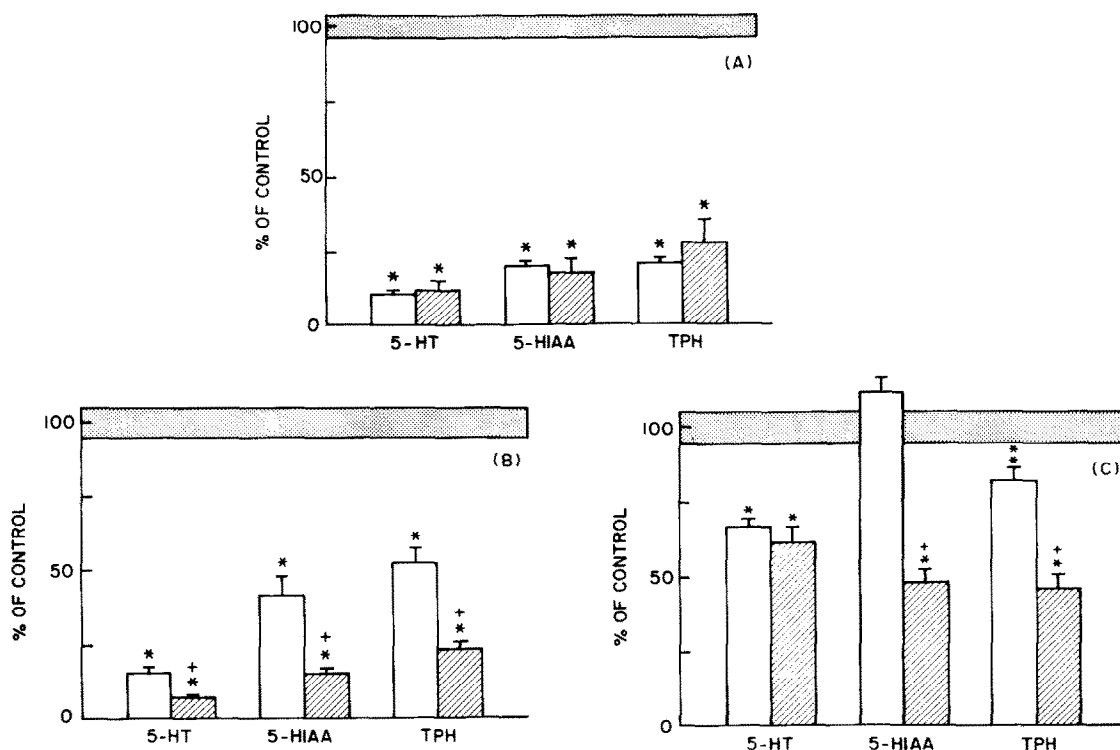 100
(A)
% OF CONTROL
50
* * * * * *
0
5-HT 5-HIAA TPH
100
(B)
% OF CONTROL
50
* + * * + * * + *
0
5-HT 5-HIAA TPH
100
(C)
% OF CONTROL
50
* * + ** ** + **
0
5-HT 5-HIAA TPH